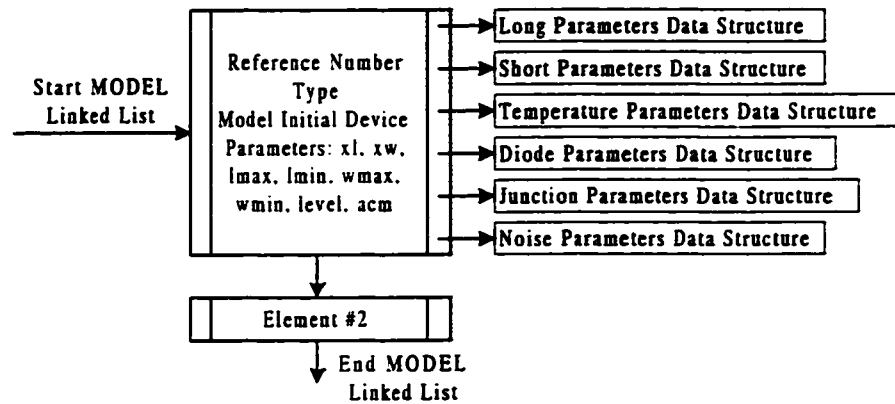 Start MODEL
Linked List
Reference Number
Type
Model Initial Device
Parameters: xl, xw,
lmax, lmin, wmax,
wmin, level, acm
Long Parameters Data Structure
Short Parameters Data Structure
Temperature Parameters Data Structure
Diode Parameters Data Structure
Junction Parameters Data Structure
Noise Parameters Data Structure
Element #2
End MODEL
Linked List